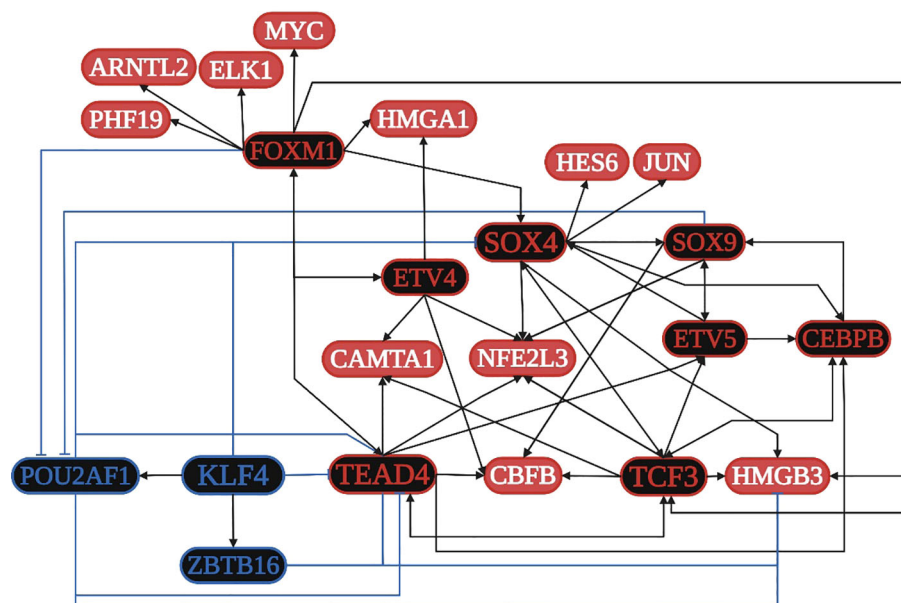 MYC
ARNTL2
ELK1
PHF19
HMGA1
FOXM1
HES6
JUN
SOX4
SOX9
ETV4
ETV5
CEBPB
CAMTA1
NFE2L3
POU2AF1
KLF4
TEAD4
CBFB
TCF3
HMGB3
ZBTB16